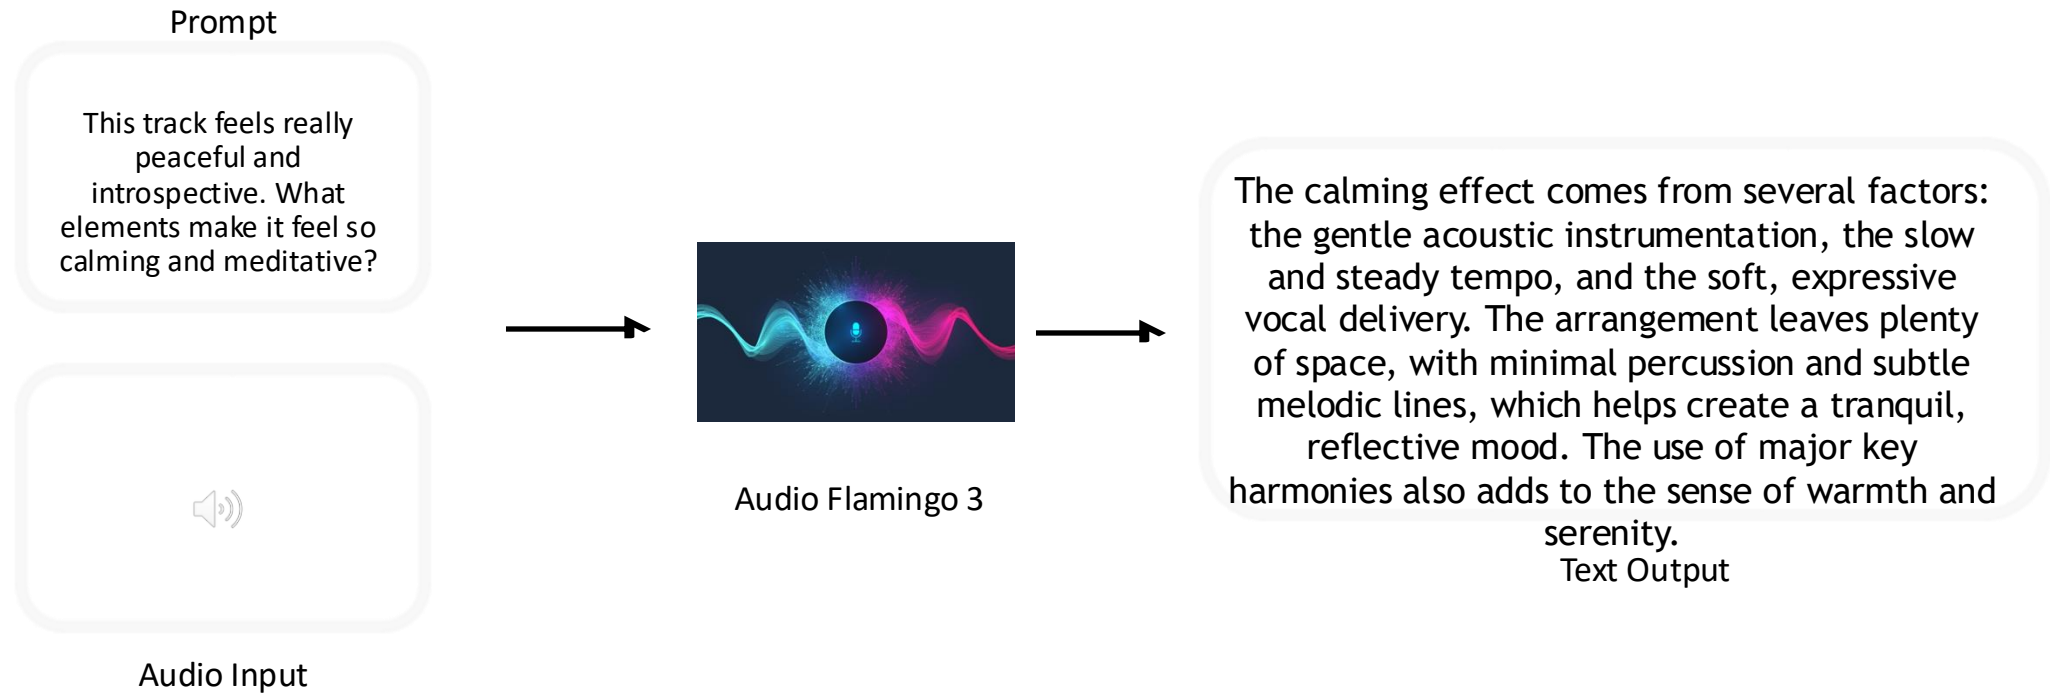 Prompt
This track feels really
peaceful and
introspective. What
elements make it feel so
calming and meditative?
Audio Input
Audio Flamingo 3
The calming effect comes from several factors:
the gentle acoustic instrumentation, the slow
and steady tempo, and the soft, expressive
vocal delivery. The arrangement leaves plenty
of space, with minimal percussion and subtle
melodic lines, which helps create a tranquil,
reflective mood. The use of major key
harmonies also adds to the sense of warmth and
serenity.
Text Output